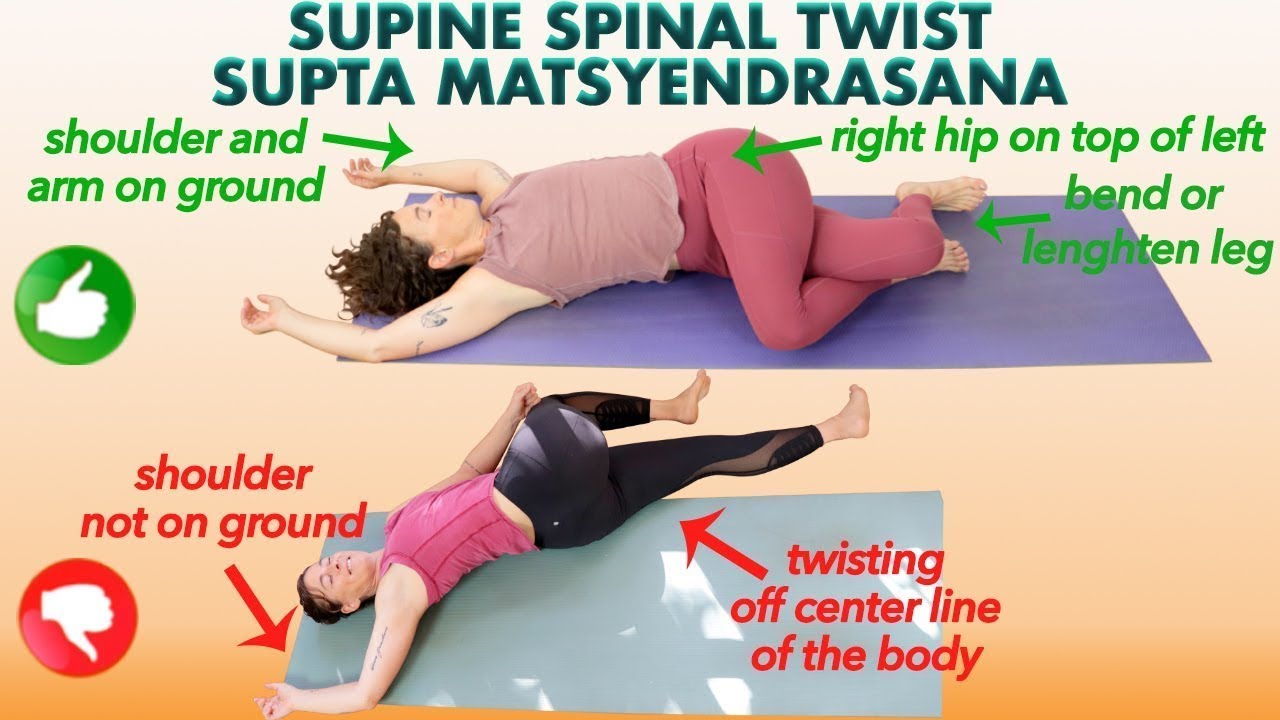 SUPINE SPINAL TWIST
SUPTA MATSYENDRASANA
shoulder and
arm on ground
right hip on top of left
bend or
lenghten leg
shoulder
not on ground
twisting
off center line
of the body